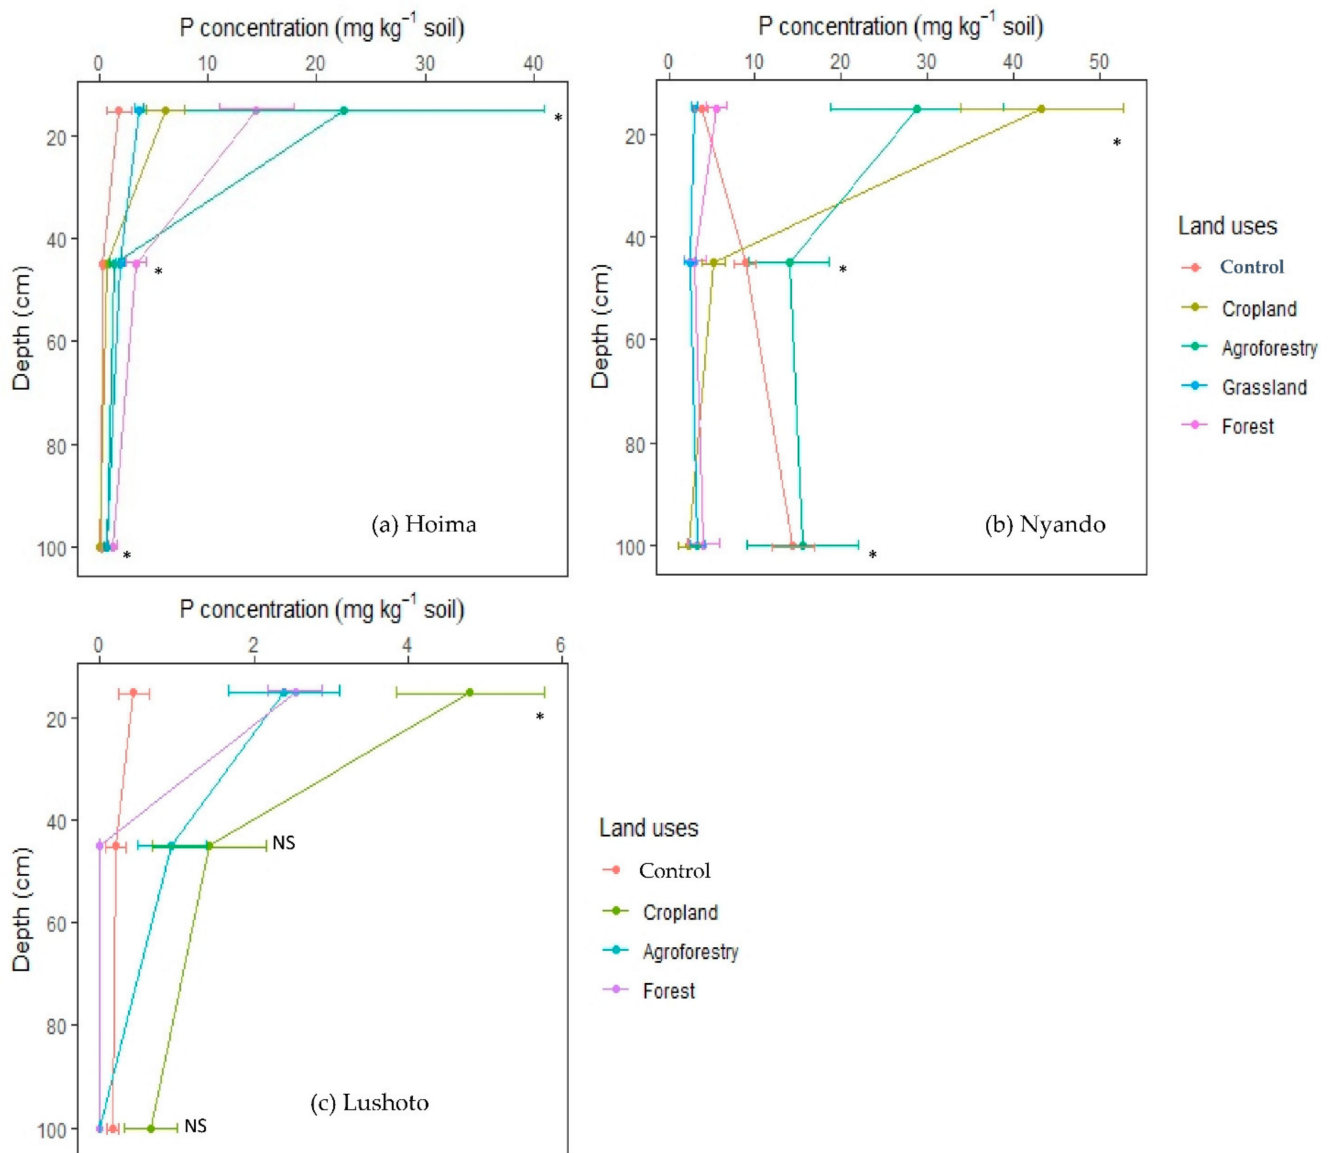 P concentration (mg kg⁻¹ soil)
0 10 20 30 40
20
40
60
80
100
Depth (cm)
*
*
*
(a) Hoima
P concentration (mg kg⁻¹ soil)
0 10 20 30 40 50
20
40
60
80
100
Depth (cm)
*
*
*
(b) Nyando
Land uses
Control
Cropland
Agroforestry
Grassland
Forest
P concentration (mg kg⁻¹ soil)
0 2 4 6
20
40
60
80
100
Depth (cm)
*
NS
NS
(c) Lushoto
Land uses
Control
Cropland
Agroforestry
Forest